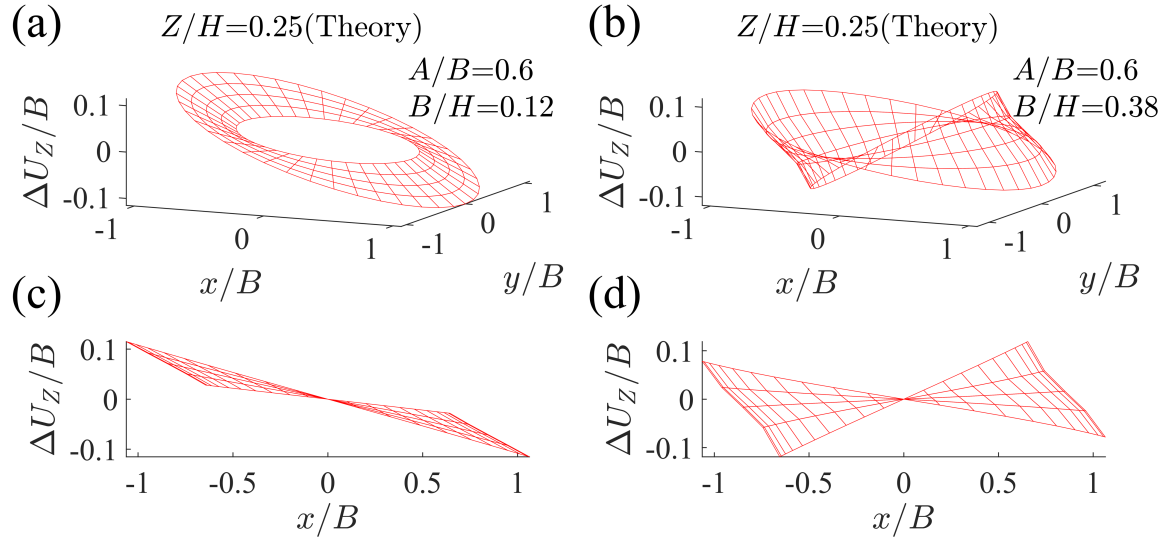 (a)
Z/H=0.25(Theory)
A/B=0.6
B/H=0.12
ΔU_Z/B
0.1
0
-0.1
-1
0
1
x/B
-1
0
1
y/B
(b)
Z/H=0.25(Theory)
A/B=0.6
B/H=0.38
ΔU_Z/B
0.1
0
-0.1
-1
0
1
x/B
-1
0
1
y/B
(c)
ΔU_Z/B
0.1
0
-0.1
-1
-0.5
0
0.5
1
x/B
(d)
ΔU_Z/B
0.1
0
-0.1
-1
-0.5
0
0.5
1
x/B